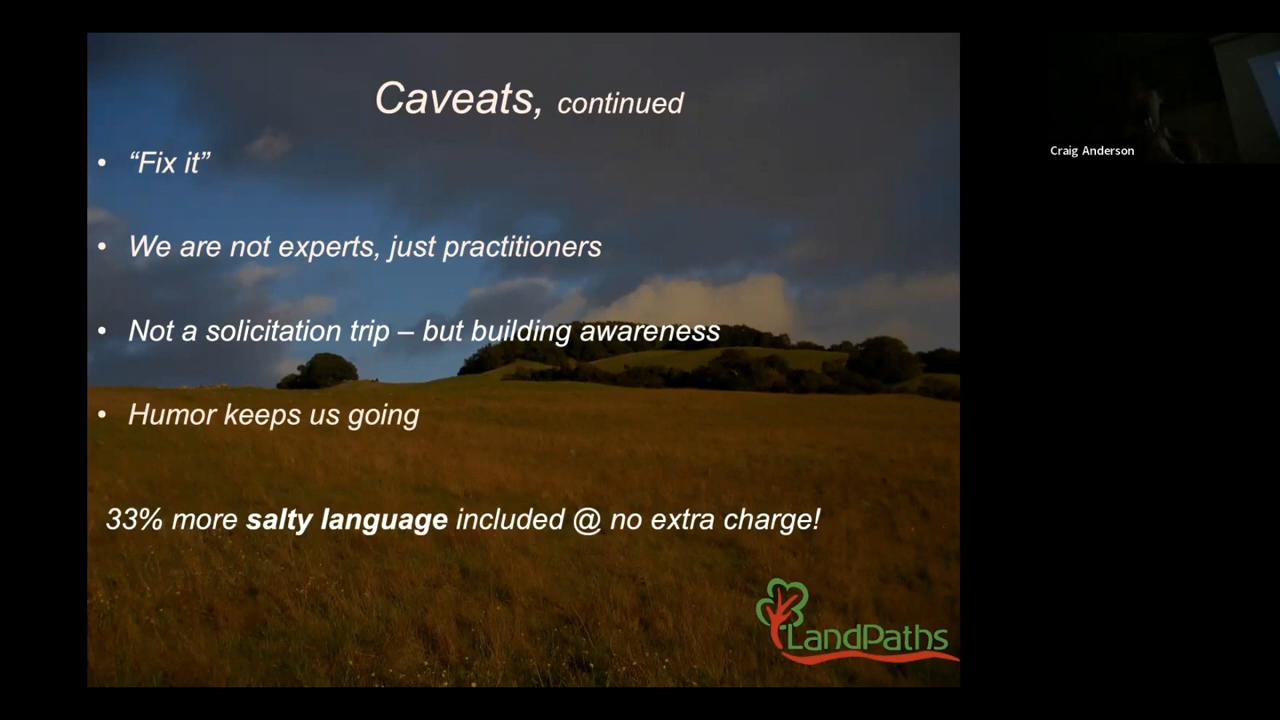 Caveats, continued
• “Fix it”
• We are not experts, just practitioners
• Not a solicitation trip – but building awareness
• Humor keeps us going
33% more salty language included @ no extra charge!
LandPaths
Craig Anderson